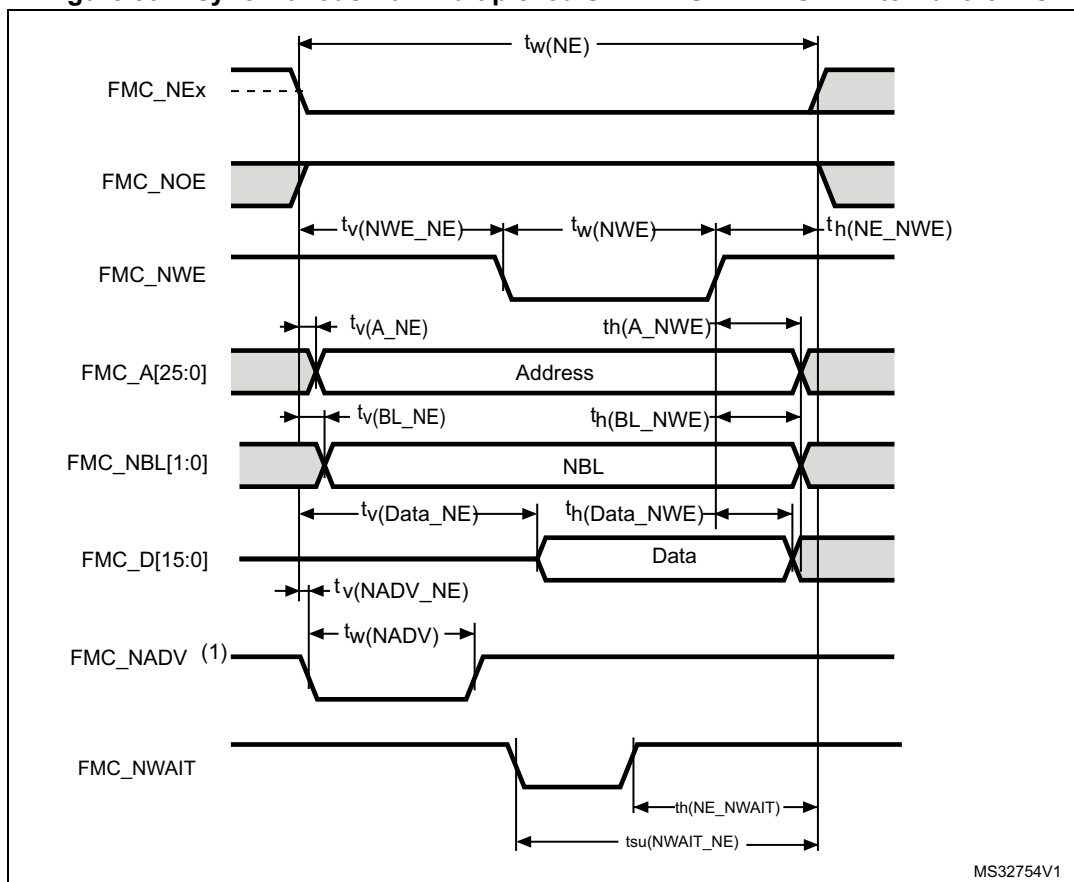 tw(NE)
FMC_NEx
FMC_NOE
tv(NWE_NE) tw(NWE) th(NE_NWE)
FMC_NWE
tv(A_NE) th(A_NWE)
FMC_A[25:0] Address
tv(BL_NE) th(BL_NWE)
FMC_NBL[1:0] NBL
tv(Data_NE) th(Data_NWE)
FMC_D[15:0] Data
tv(NADV_NE)
tw(NADV)
FMC_NADV (1)
FMC_NWAIT
th(NE_NWAIT)
tsu(NWAIT_NE)
MS32754V1